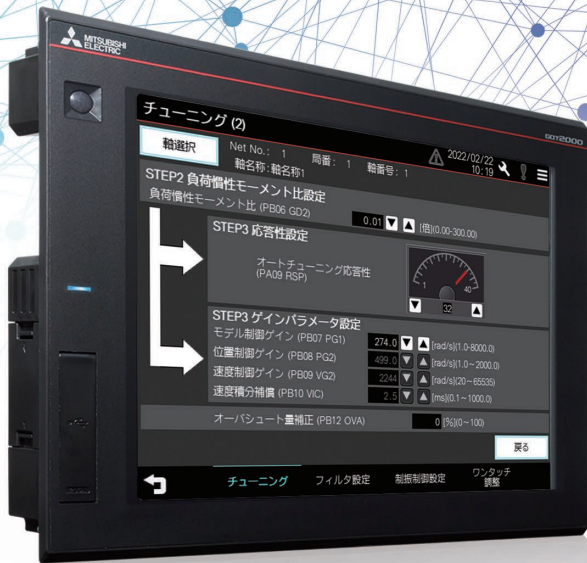 MITSUBISHI
ELECTRIC
GOT2000
チューニング (2)
軸選択
Net No.: 1 局番: 1 軸番号: 1
軸名称:軸名称1
2022/02/22
10:19
STEP2 負荷慣性モーメント比設定
負荷慣性モーメント比 (PB06 GD2) 0.01 [倍](0.00-300.00)
STEP3 応答性設定
オートチューニング応答性
(PA09 RSP)
1 40
32
STEP3 ゲインパラメータ設定
モデル制御ゲイン (PB07 PG1) 274.0 [rad/s](1.0-8000.0)
位置制御ゲイン (PB08 PG2) 499.0 [rad/s](1.0~2000.0)
速度制御ゲイン (PB09 VG2) 2244 [rad/s](20~65535)
速度積分補償 (PB10 VIC) 2.5 [ms](0.1~1000.0)
オーバシュート量補正 (PB12 OVA) 0 [%](0~100)
戻る
チューニング フィルタ設定 制振制御設定 ワンタッチ
調整